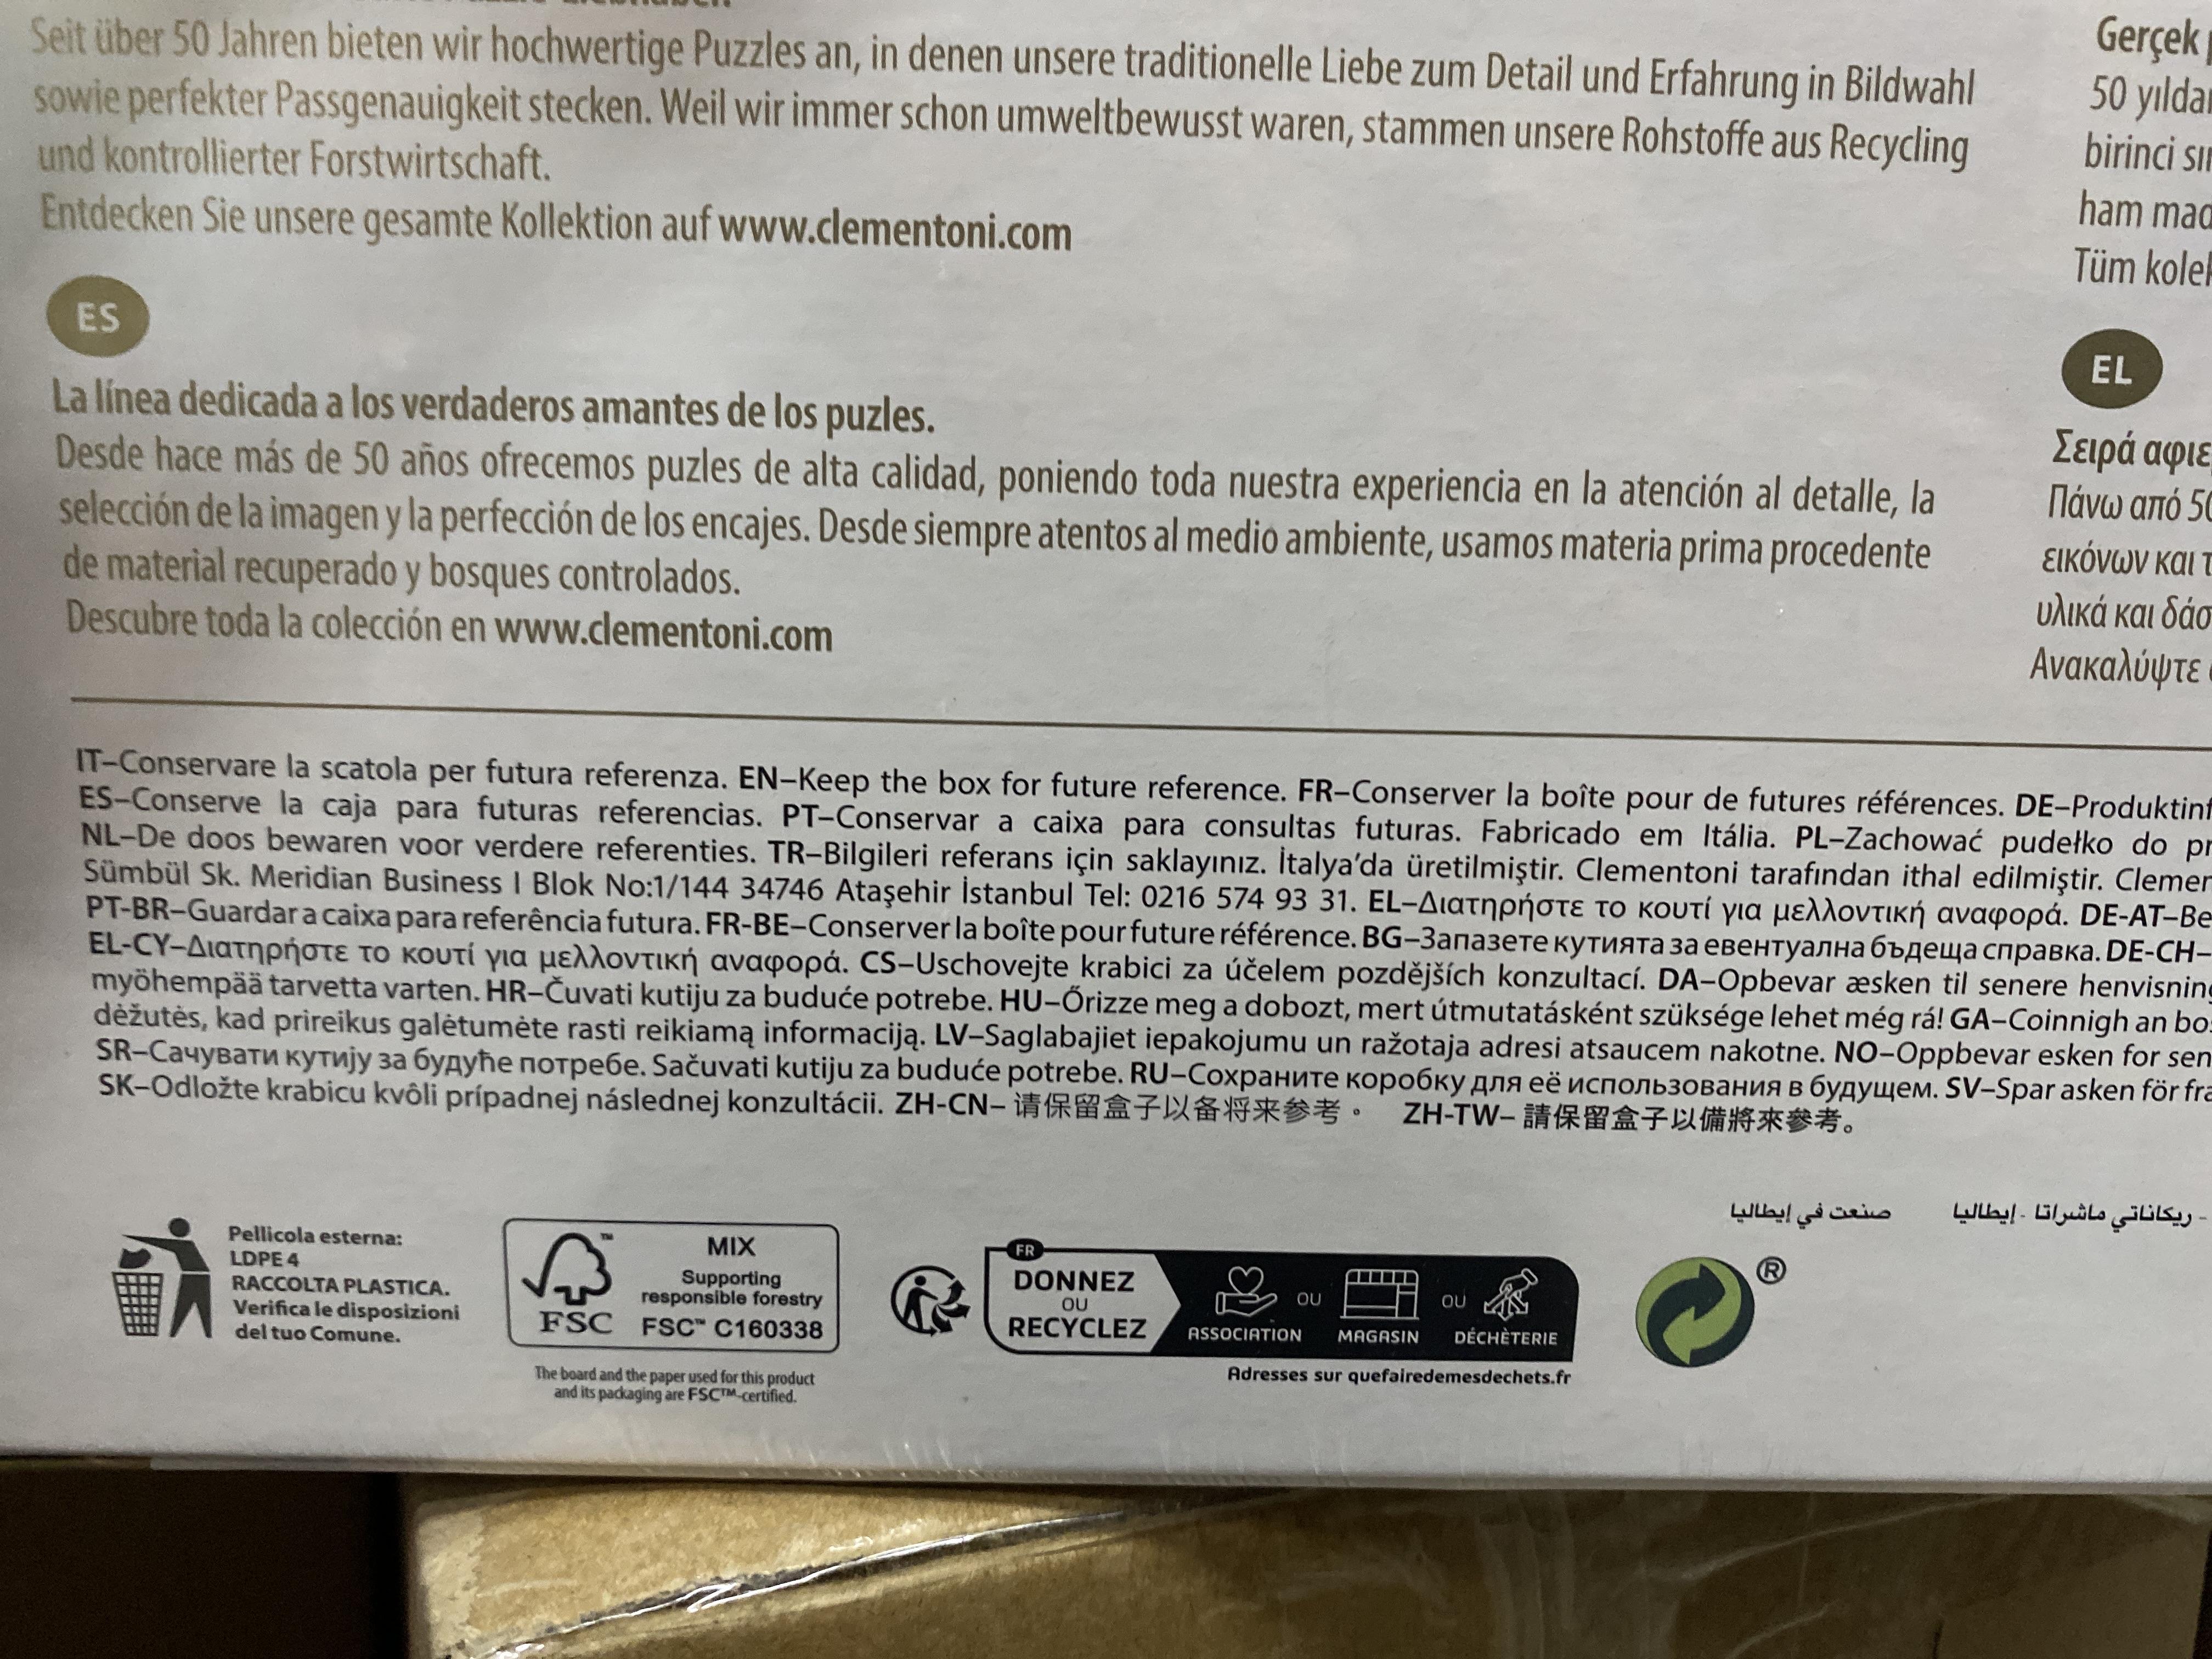 Seit über 50 Jahren bieten wir hochwertige Puzzles an, in denen unsere traditionelle Liebe zum Detail und Erfahrung in Bildwahl
sowie perfekter Passgenauigkeit stecken. Weil wir immer schon umweltbewusst waren, stammen unsere Rohstoffe aus Recycling
und kontrollierter Forstwirtschaft.
Entdecken Sie unsere gesamte Kollektion auf www.clementoni.com
ES
La línea dedicada a los verdaderos amantes de los puzles.
Desde hace más de 50 años ofrecemos puzles de alta calidad, poniendo toda nuestra experiencia en la atención al detalle, la
selección de la imagen y la perfección de los encajes. Desde siempre atentos al medio ambiente, usamos materia prima procedente
de material recuperado y bosques controlados.
Descubre toda la colección en www.clementoni.com
Gerçek
50
birinci
ham
Tüm
EL
Σειρά
Πάνω από
εικόνων και
υλικά και
Ανακαλύψτε
IT–Conservare la scatola per futura referenza. EN–Keep the box for future reference. FR–Conserver la boîte pour de futures références. DE–
ES–Conserve la caja para futuras referencias. PT–Conservar a caixa para consultas futuras. Fabricado em Itália. PL–Zachować pudełko do
NL–De doos bewaren voor verdere referenties. TR–Bilgileri referans için saklayınız. İtalya'da üretilmiştir. Clementoni tarafından ithal edilmiştir.
Sümbül Sk. Meridian Business I Blok No:1/144 34746 Ataşehir İstanbul Tel: 0216 574 93 31. EL–Διατηρήστε το κουτί για μελλοντική αναφορά. DE-AT–
PT-BR–Guardar a caixa para referência futura. FR-BE–Conserver la boîte pour future référence. BG–Запазете кутията за евентуална бъдеща справка. DE-CH–
EL-CY–Διατηρήστε το κουτί για μελλοντική αναφορά. CS–Uschovejte krabici za účelem pozdějších konzultací. DA–Opbevar æsken til senere
myöhempää tarvetta varten. HR–Čuvati kutiju za buduće potrebe. HU–Őrizze meg a dobozt, mert útmutatásként szüksége lehet még rá! GA–Coinnigh an
dėžutės, kad prireikus galėtumėte rasti reikiamą informaciją. LV–Saglabajiet iepakojumu un ražotaja adresi atsaucem nakotne. NO–Oppbevar esken for
SR–Сачувати кутију за будуће потребе. Sačuvati kutiju za buduće potrebe. RU–Сохраните коробку для её использования в будущем. SV–Spar asken för
SK–Odložte krabicu kvôli prípadnej následnej konzultácii. ZH-CN– 请保留盒子以备将来参考。 ZH-TW– 請保留盒子以備將來參考。
- ريكاناتي ماشراتا - إيطاليا صنعت في إيطاليا
Pellicola esterna:
LDPE 4
RACCOLTA PLASTICA.
Verifica le disposizioni
del tuo Comune.
FSC
™
MIX
Supporting
responsible forestry
FSC™ C160338
The board and the paper used for this product
and its packaging are FSC™-certified.
FR
DONNEZ
OU
RECYCLEZ
ASSOCIATION
OU
MAGASIN
OU
DÉCHÈTERIE
Adresses sur quefairedemesdechets.fr
®